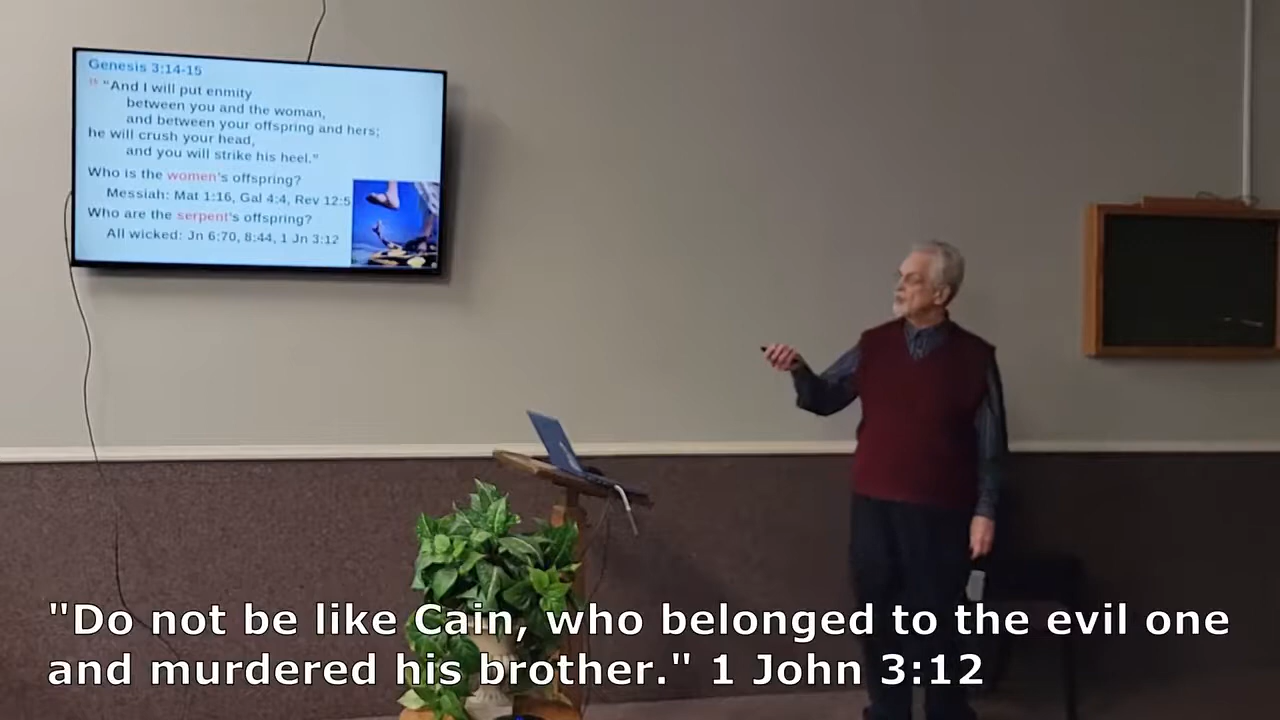 Genesis 3:14-15
15 "And I will put enmity
between you and the woman,
and between your offspring and hers;
he will crush your head,
and you will strike his heel."
Who is the women's offspring?
Messiah: Mat 1:16, Gal 4:4, Rev 12:5
Who are the serpent's offspring?
All wicked: Jn 6:70, 8:44, 1 Jn 3:12
"Do not be like Cain, who belonged to the evil one
and murdered his brother." 1 John 3:12